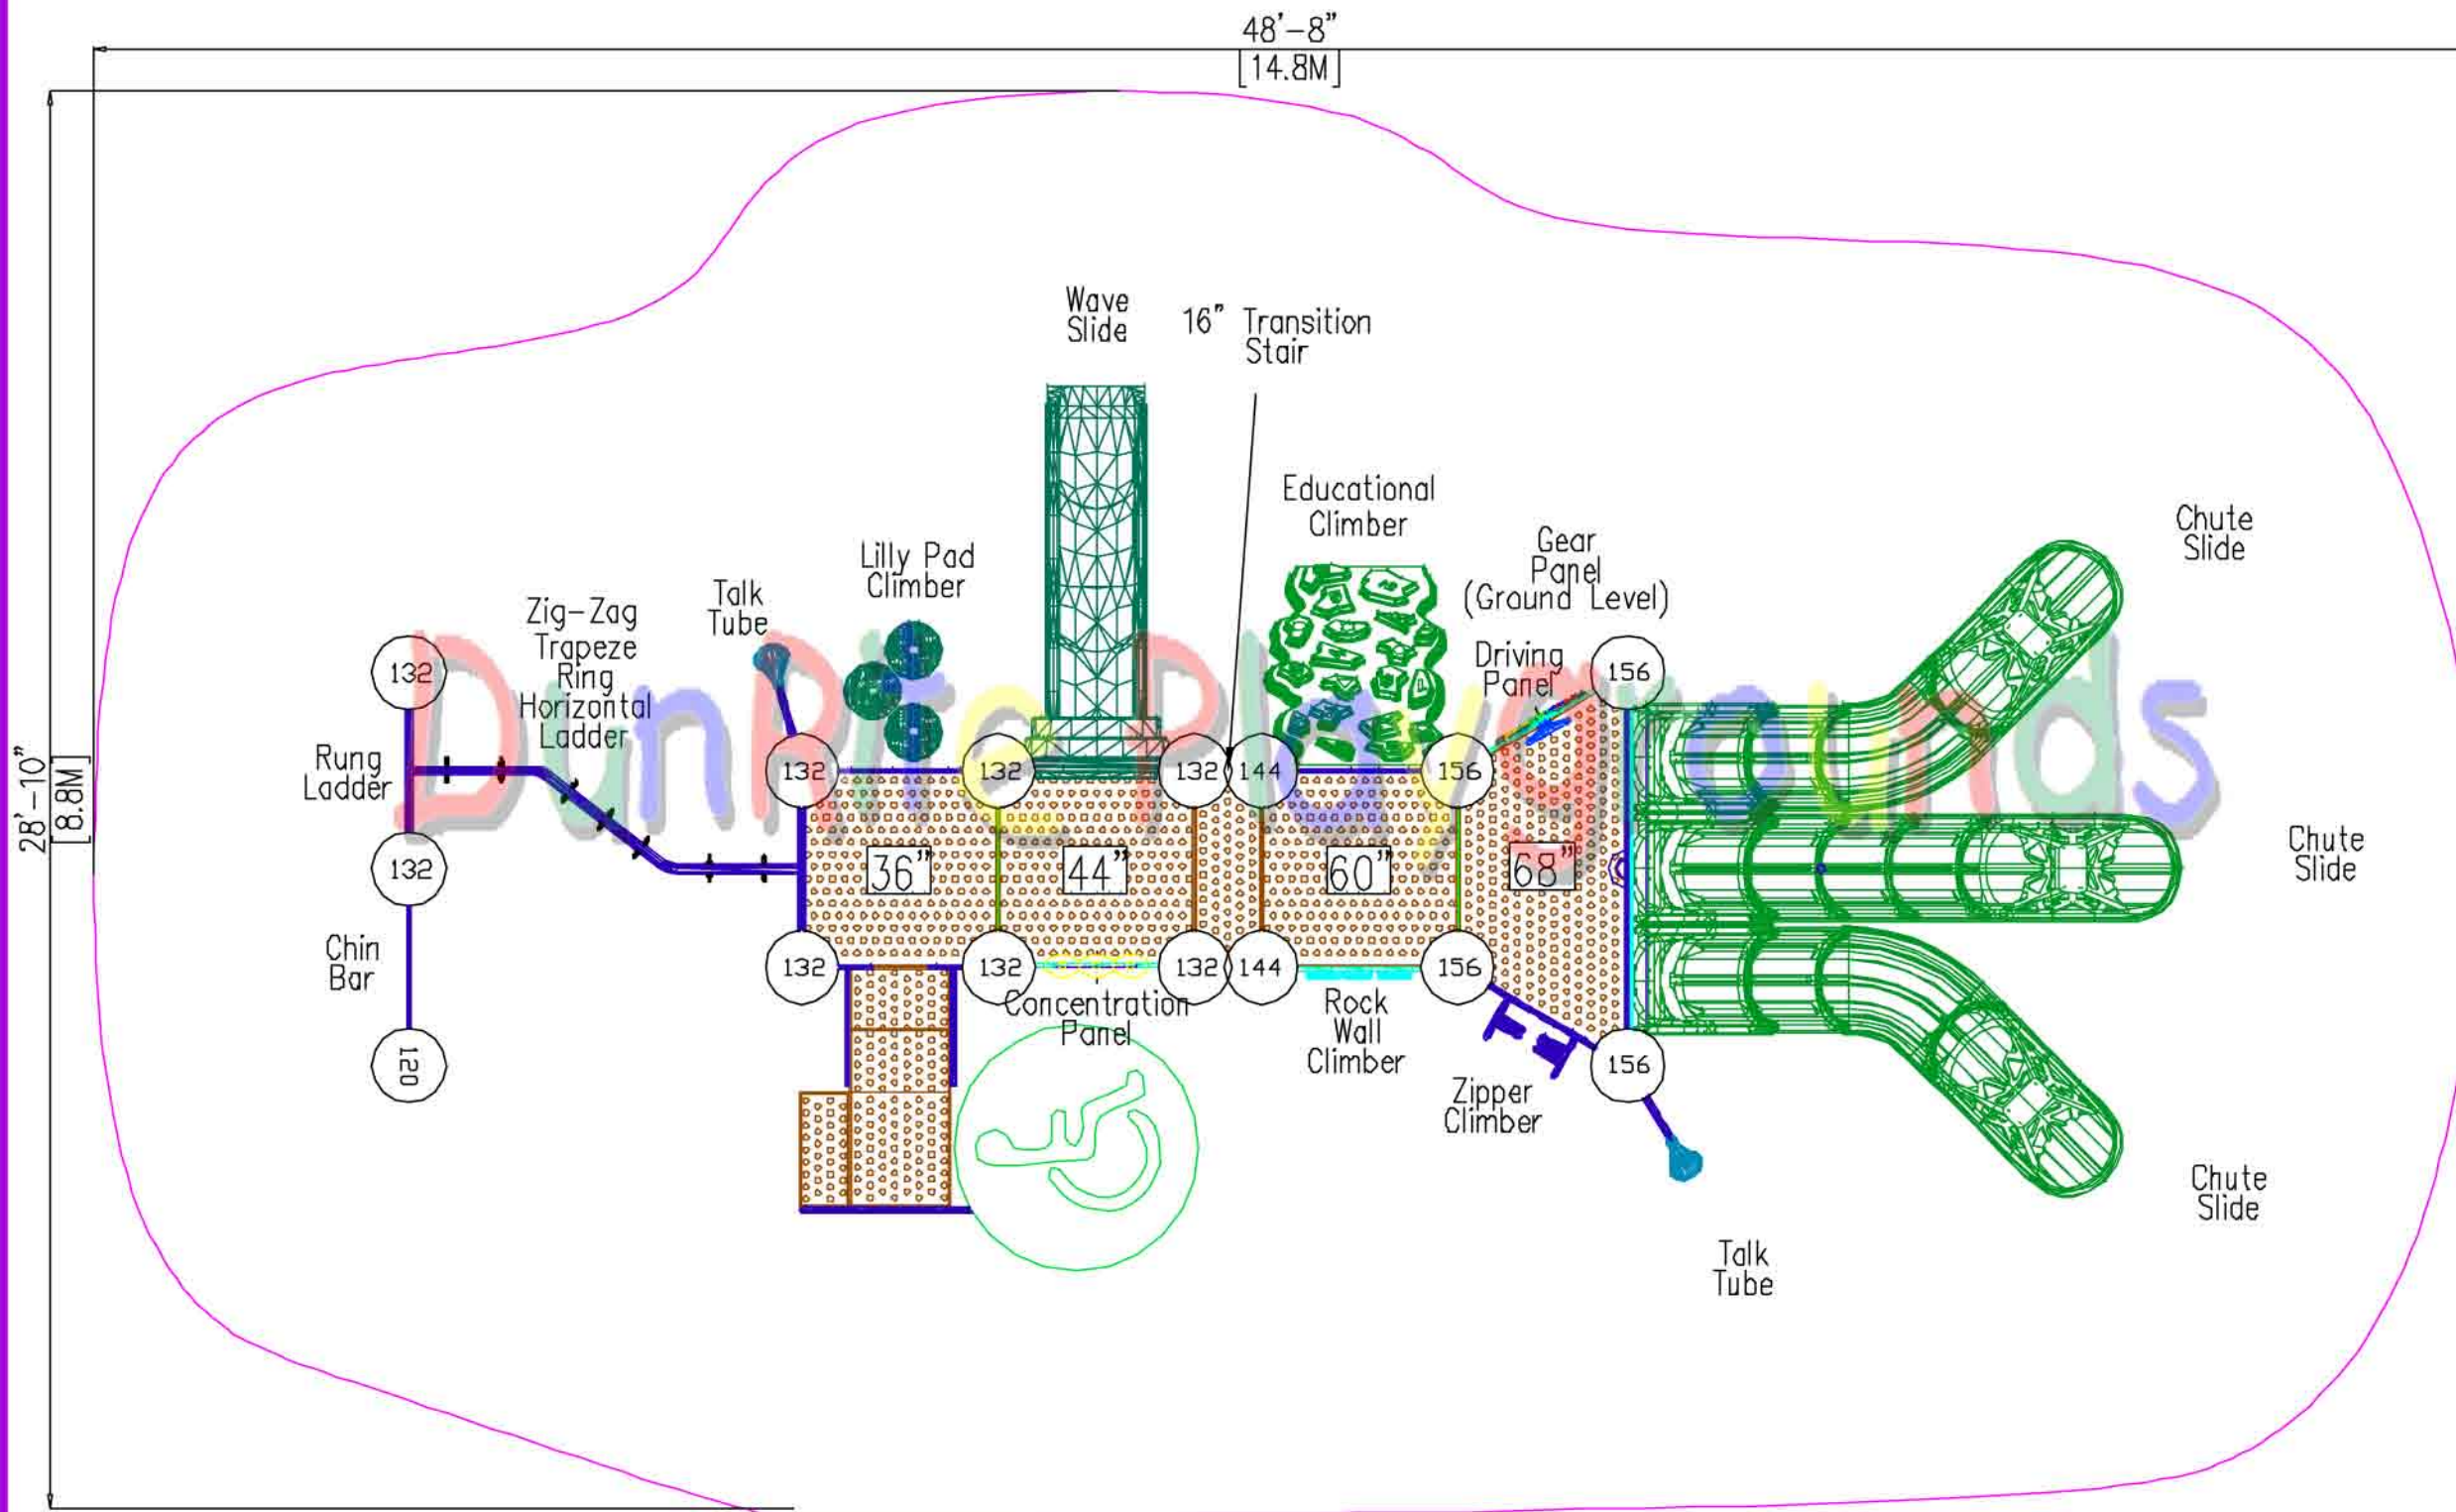 48'-8"
[14.8M]
28'-10"
[8.8M]
Wave
Slide
16" Transition
Stair
Educational
Climber
Chute
Slide
Gear
Panel
(Ground Level)
Lilly Pad
Climber
Talk
Tube
Zig-Zag
Trapeze
Ring
Horizontal
Ladder
Driving
Panel
132
156
DunRite Playgrounds
Rung
Ladder
132
132
132
144
156
132
36"
44"
60"
68"
Chute
Slide
Chin
Bar
132
132
132
144
156
Concentration
Panel
Rock
Wall
Climber
120
156
Zipper
Climber
Chute
Slide
Talk
Tube